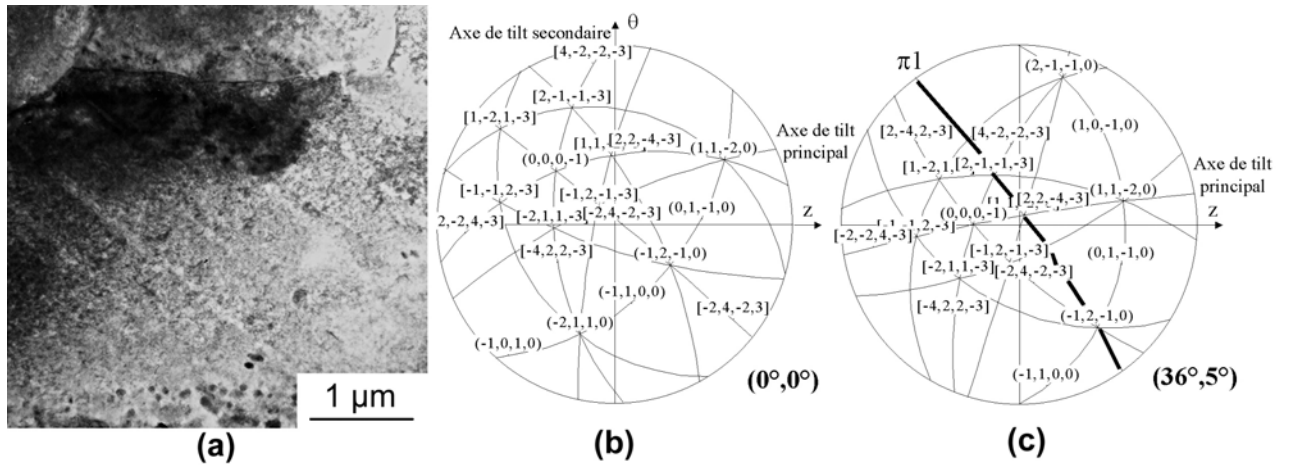 1 µm
(a)
θ
Axe de tilt secondaire
[4,-2,-2,-3]
[2,-1,-1,-3]
[1,-2,1,-3]
[1,1,
[2,2,-4,-3]
Axe de tilt
principal
(1,1,-2,0)
(0,0,0,-1)
[-1,-1,2,-3]
[-1,2,-1,-3]
(0,1,-1,0)
z
[-2,1,1,-3]
[-2,4,-2,-3]
2,-2,4,-3]
[-4,2,2,-3]
(-1,2,-1,0)
(-1,1,0,0)
[-2,4,-2,3]
(-2,1,1,0)
(-1,0,1,0)
(0°,0°)
(b)
π1
(2,-1,-1,0)
[2,-4,2,-3]
[4,-2,-2,-3]
(1,0,-1,0)
[1,-2,1,
[2,-1,-1,-3]
Axe de tilt
principal
(1,1,-2,0)
[2,2,-4,-3]
(0,0,0,-1)
z
[-2,-2,4,-3]
[-1,2,-1,-3]
(0,1,-1,0)
[-2,1,1,-3]
[-2,4,-2,-3]
[-4,2,2,-3]
(-1,2,-1,0)
(-1,1,0,0)
(36°,5°)
(c)